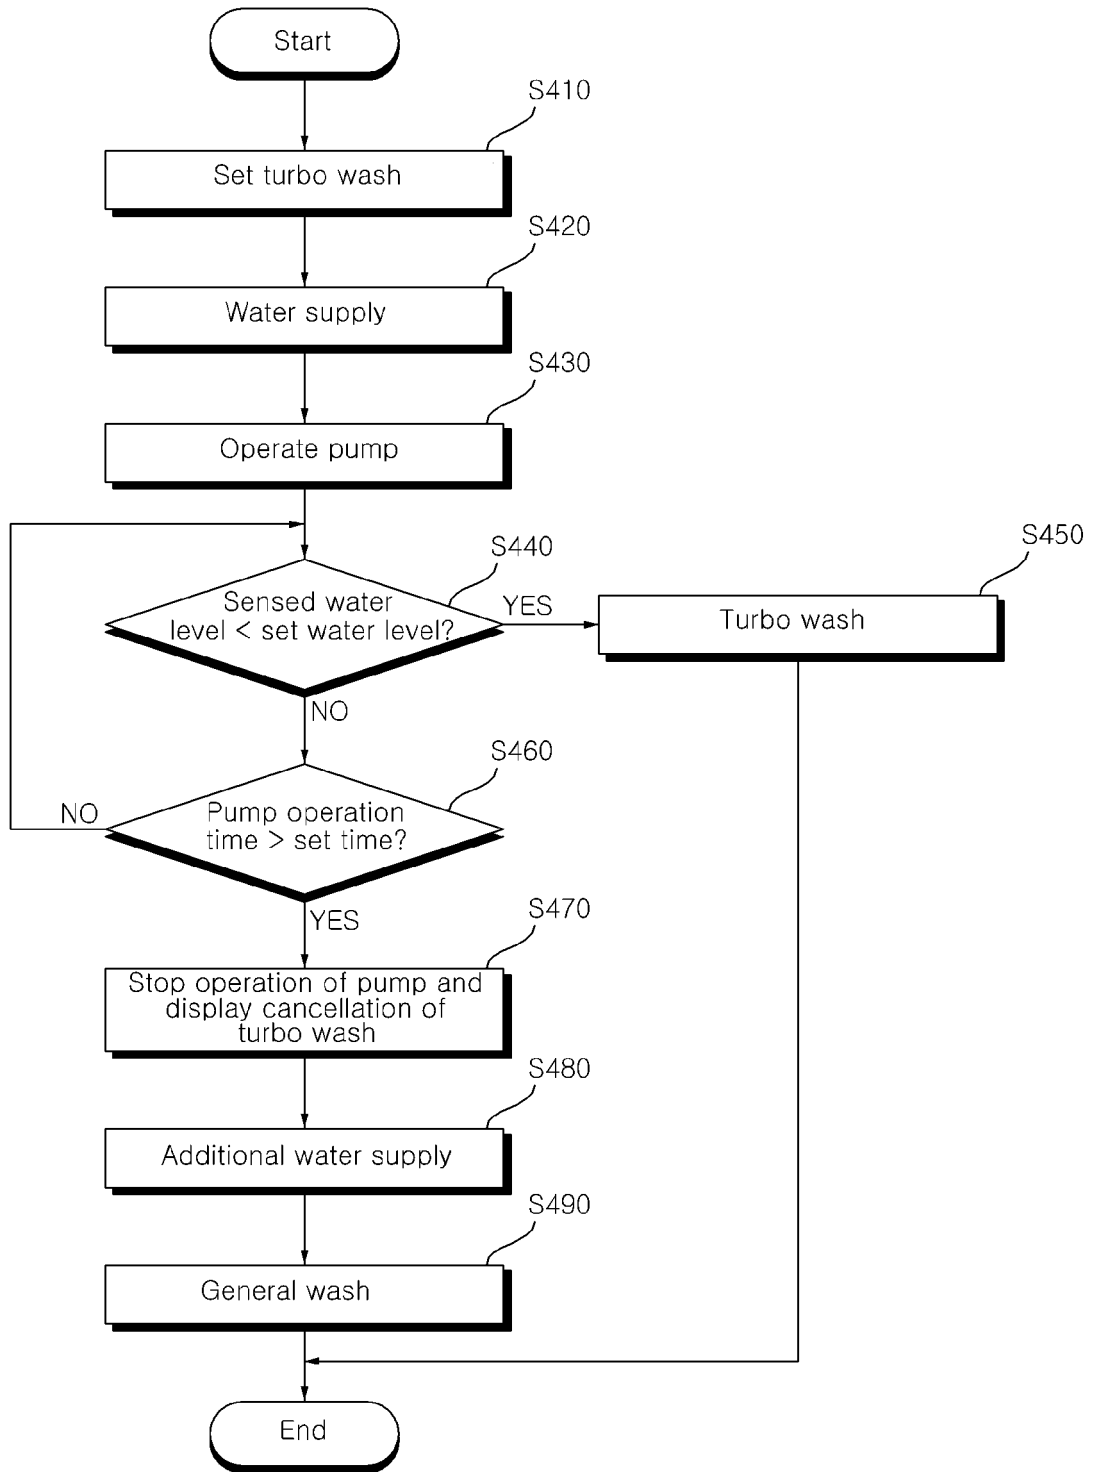 Start
S410
Set turbo wash
S420
Water supply
S430
Operate pump
S440
Sensed water
level < set water level?
YES
S450
Turbo wash
NO
S460
Pump operation
time > set time?
NO
YES
S470
Stop operation of pump and
display cancellation of
turbo wash
S480
Additional water supply
S490
General wash
End